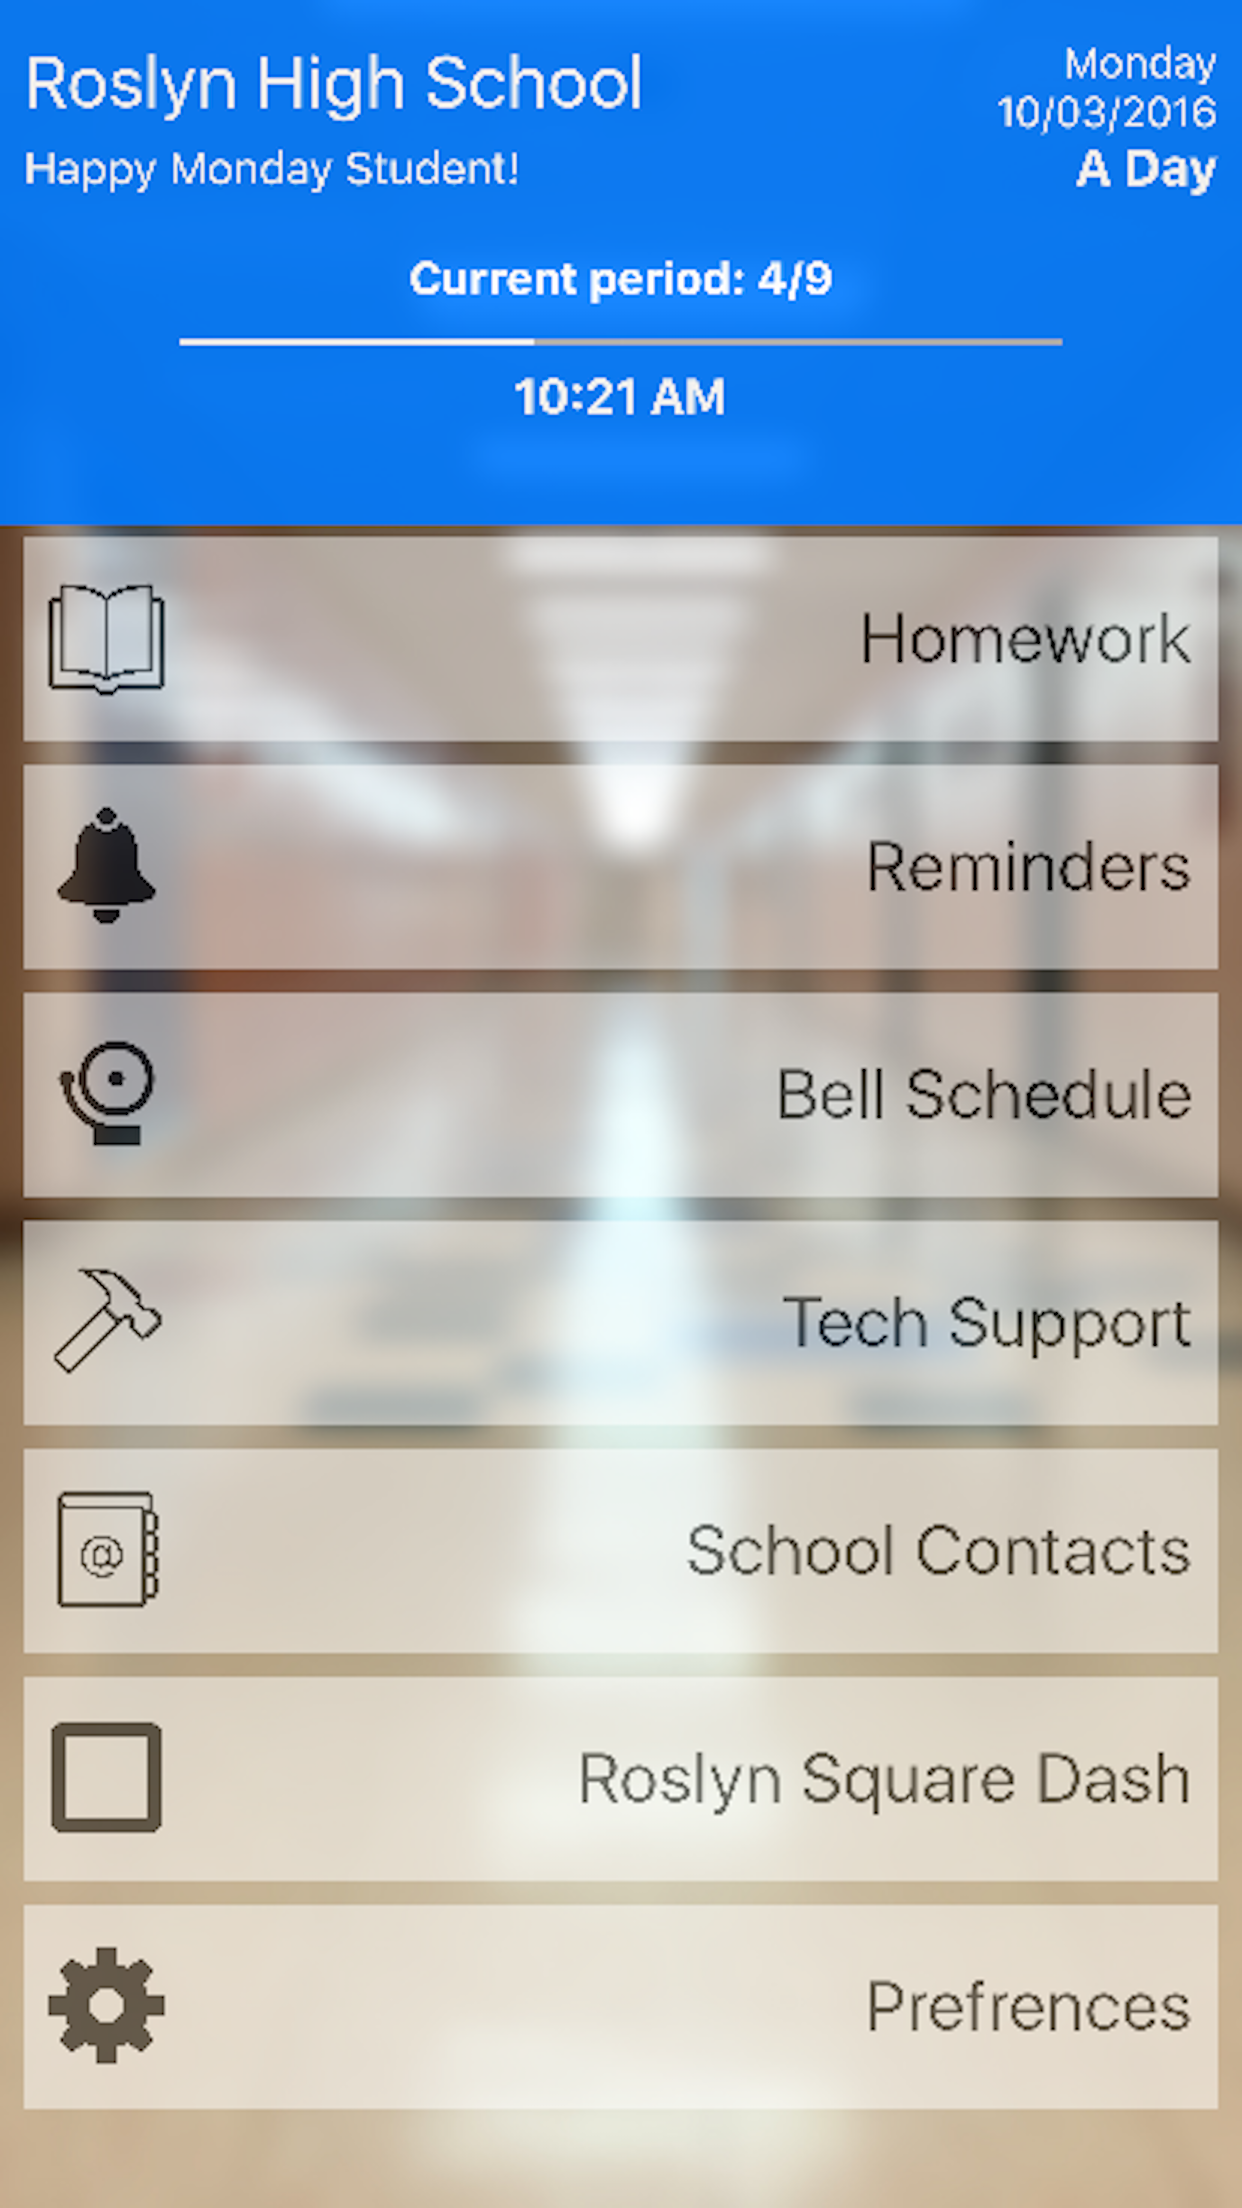 Roslyn High School
Happy Monday Student!
Monday
10/03/2016
A Day
Current period: 4/9
10:21 AM
Homework
Reminders
Bell Schedule
Tech Support
@
School Contacts
Roslyn Square Dash
Prefrences